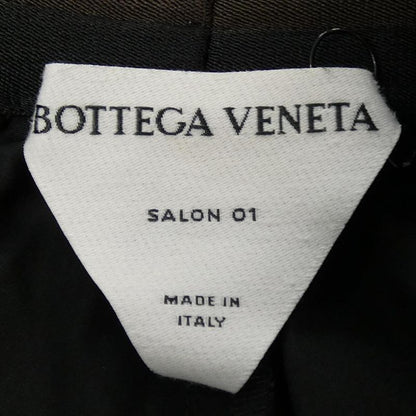 BOTTEGA VENETA
SALON 01
MADE IN
ITALY